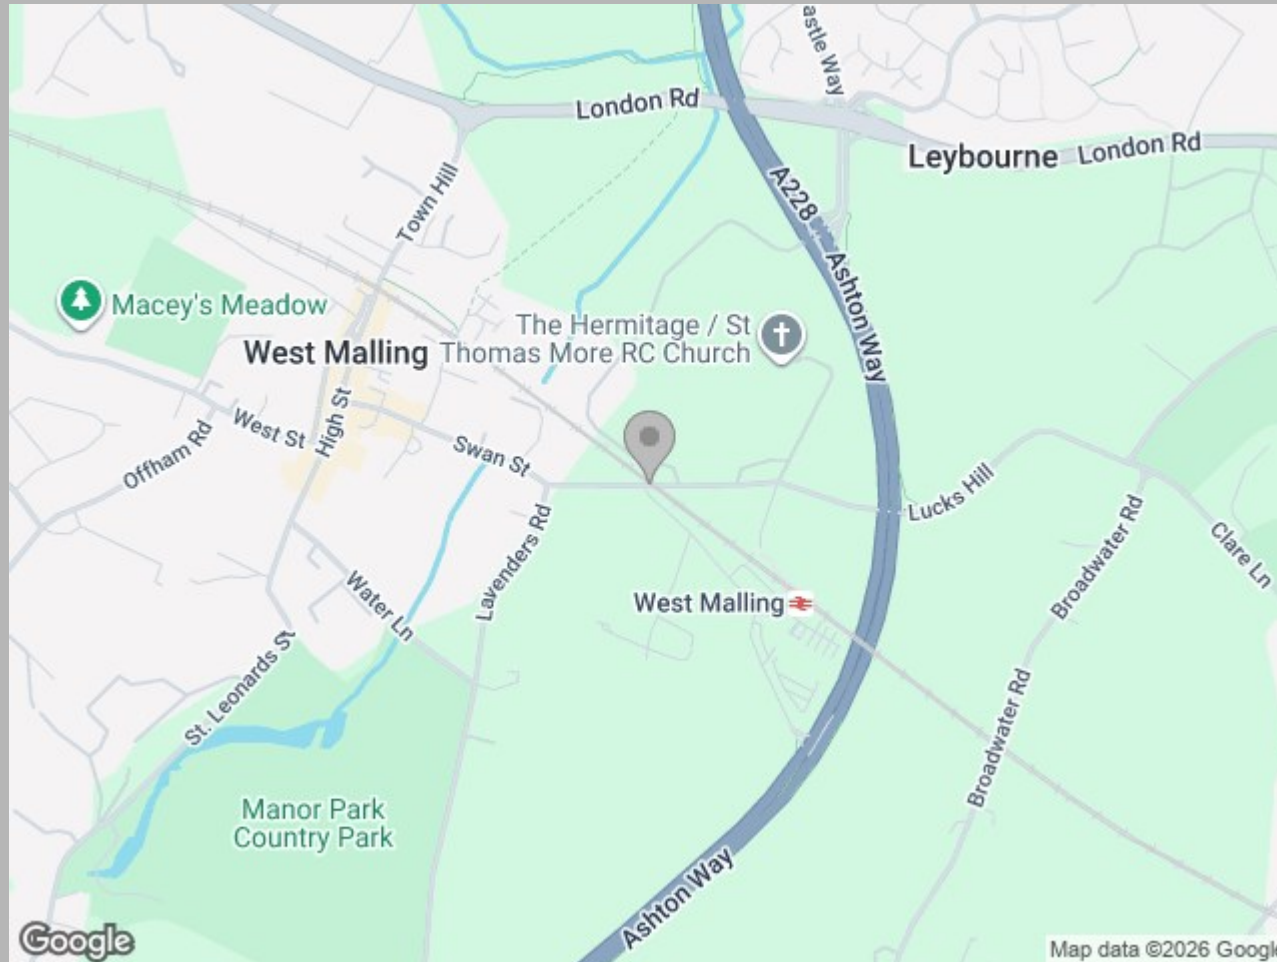 astle Way
London Rd
Leybourne
London Rd
Town Hill
A228
Ashton Way
Macey's Meadow
The Hermitage / St
Thomas More RC Church
West Malling
High St
West St
Offham Rd
Swan St
Lucks Hill
Lavenders Rd
Broadwater Rd
Clare Ln
Water Ln
West Malling
St. Leonards St
Broadwater Rd
Manor Park
Country Park
Ashton Way
Google
Map data ©2026 Google